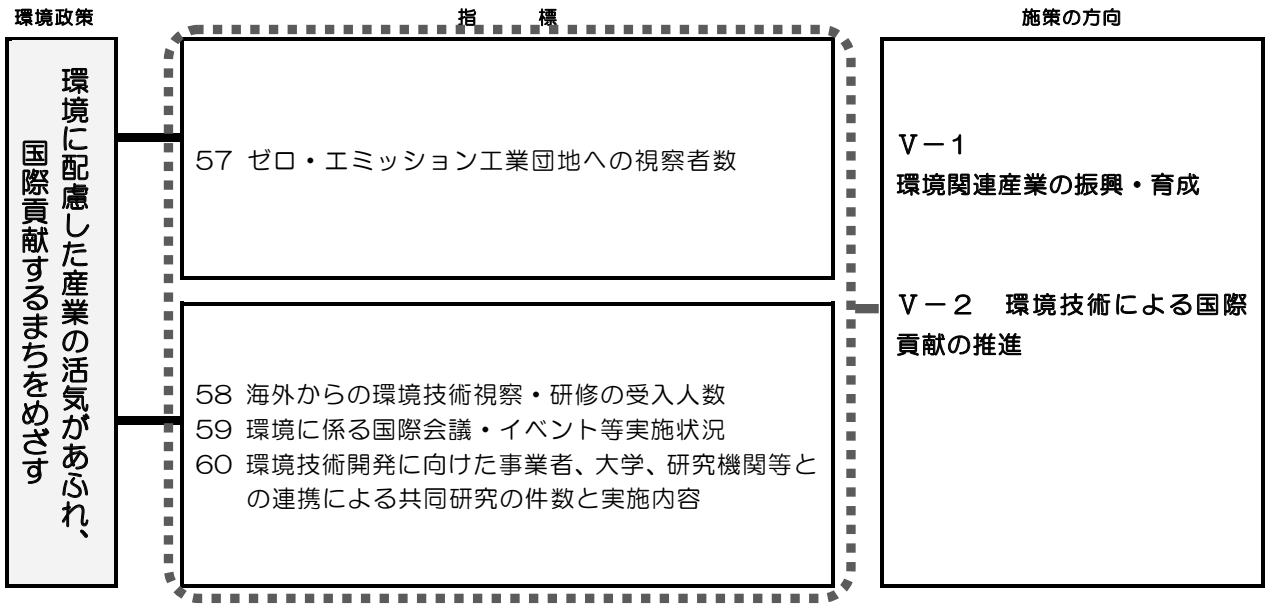 環境政策
指　標
施策の方向
環境に配慮した産業の活気があふれ、
国際貢献するまちをめざす
57 ゼロ・エミッション工業団地への視察者数
58 海外からの環境技術視察・研修の受入人数
59 環境に係る国際会議・イベント等実施状況
60 環境技術開発に向けた事業者、大学、研究機関等と
の連携による共同研究の件数と実施内容
Ⅴ－１
環境関連産業の振興・育成
Ⅴ－２　環境技術による国際
貢献の推進